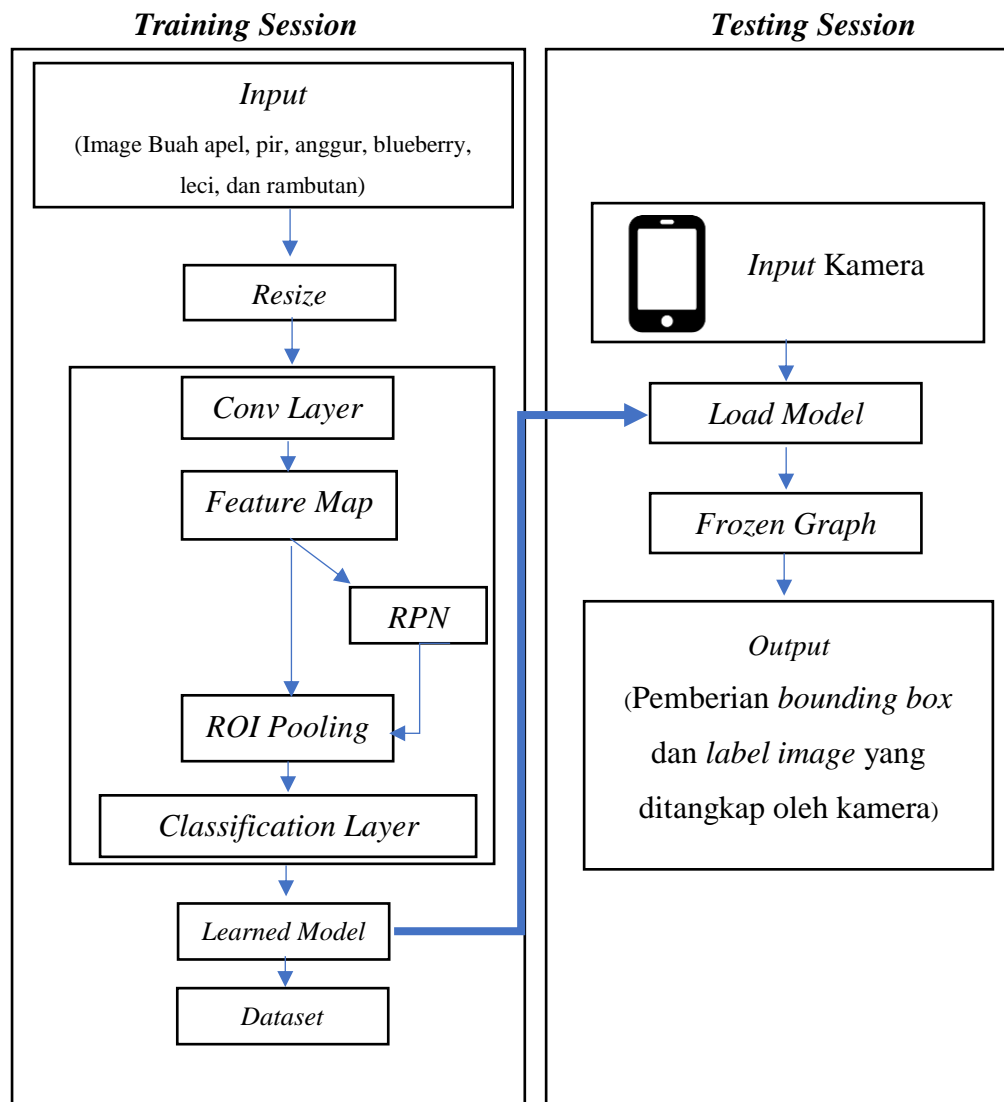 Training Session
Input
(Image Buah apel, pir, anggur, blueberry,
leci, dan rambutan)
Resize
Conv Layer
Feature Map
RPN
ROI Pooling
Classification Layer
Learned Model
Dataset
Testing Session
Input Kamera
Load Model
Frozen Graph
Output
(Pemberian bounding box
dan label image yang
ditangkap oleh kamera)